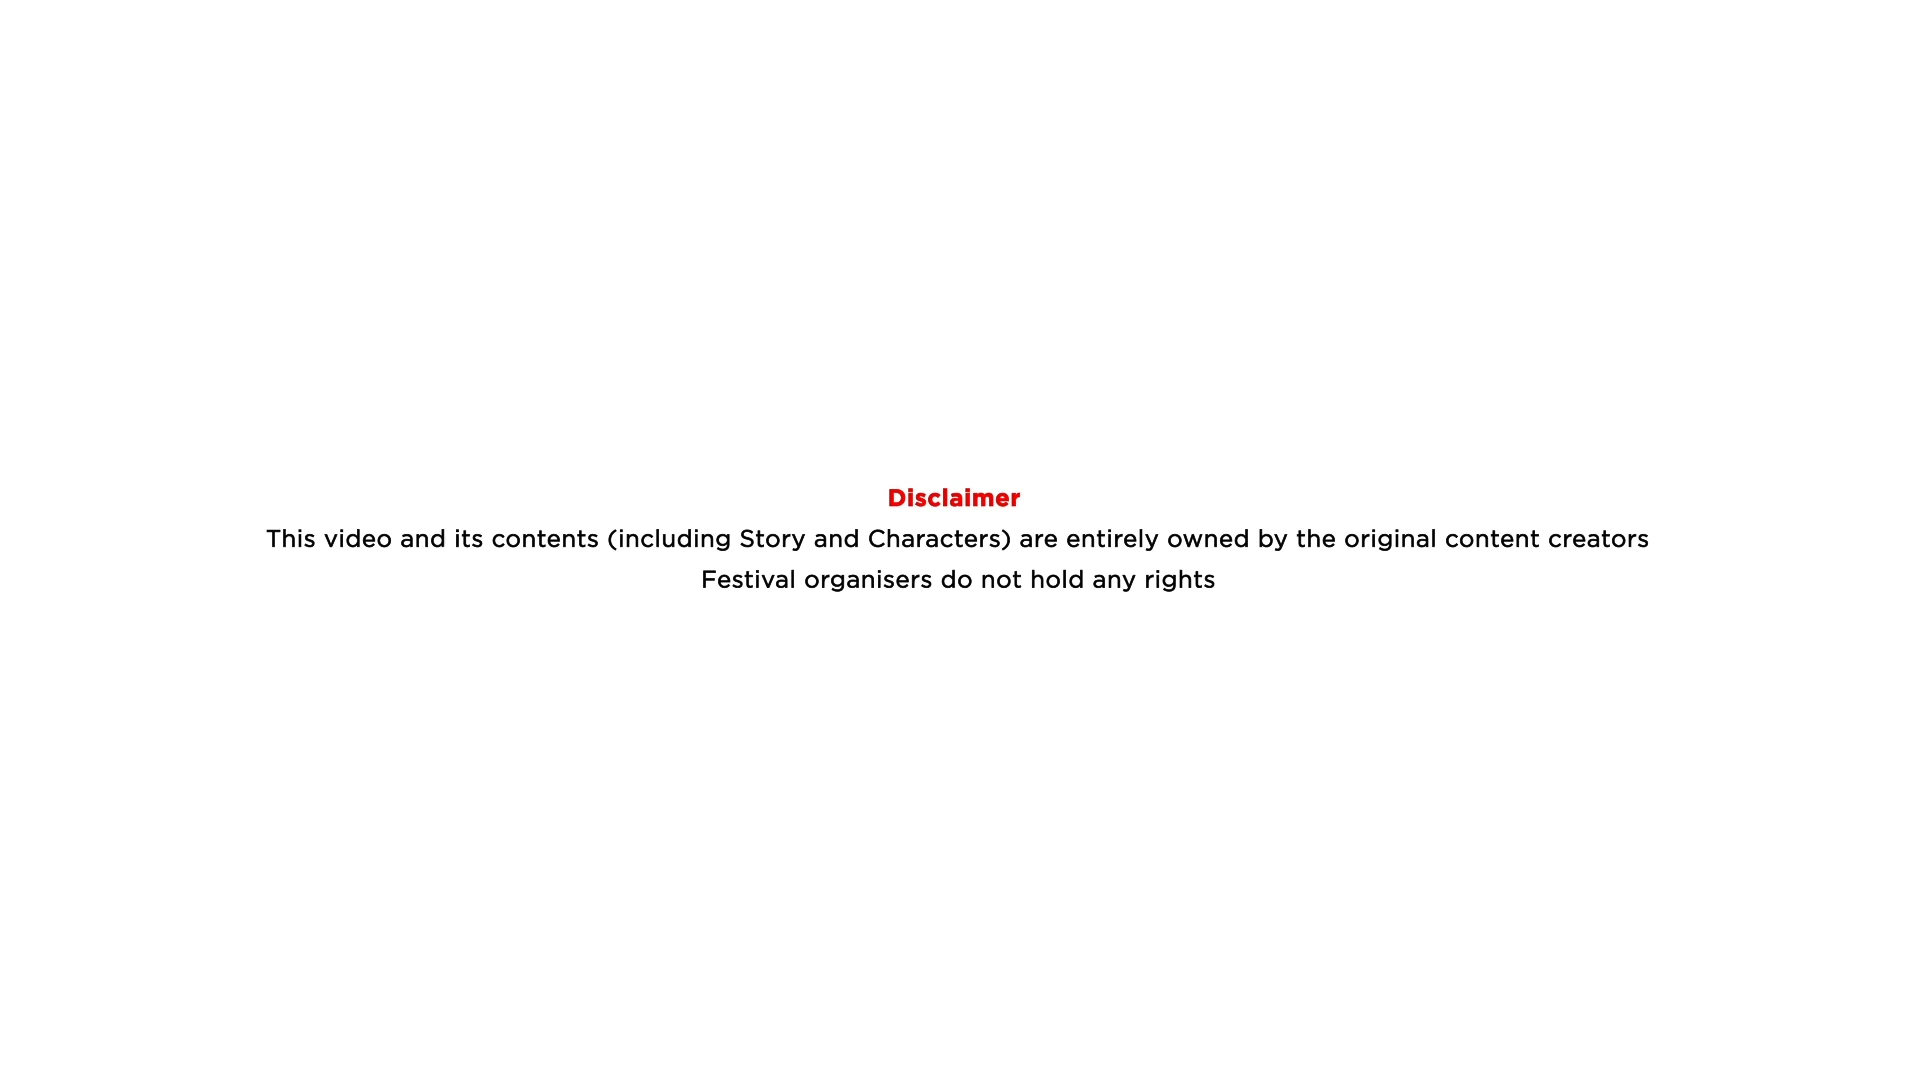 Disclaimer
This video and its contents (including Story and Characters) are entirely owned by the original content creators
Festival organisers do not hold any rights